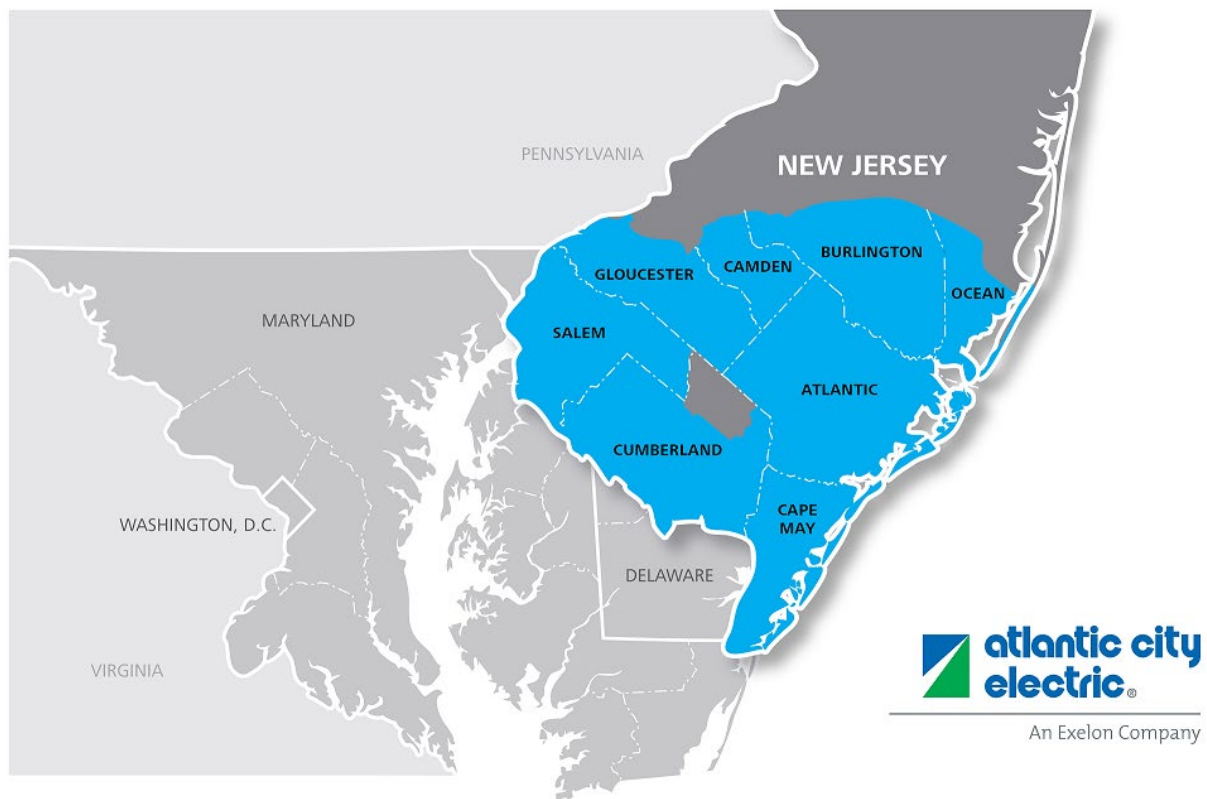 PENNSYLVANIA
NEW JERSEY
BURLINGTON
CAMDEN
GLOUCESTER
OCEAN
MARYLAND
SALEM
ATLANTIC
CUMBERLAND
CAPE
MAY
WASHINGTON, D.C.
DELAWARE
VIRGINIA
atlantic city
electric®
An Exelon Company